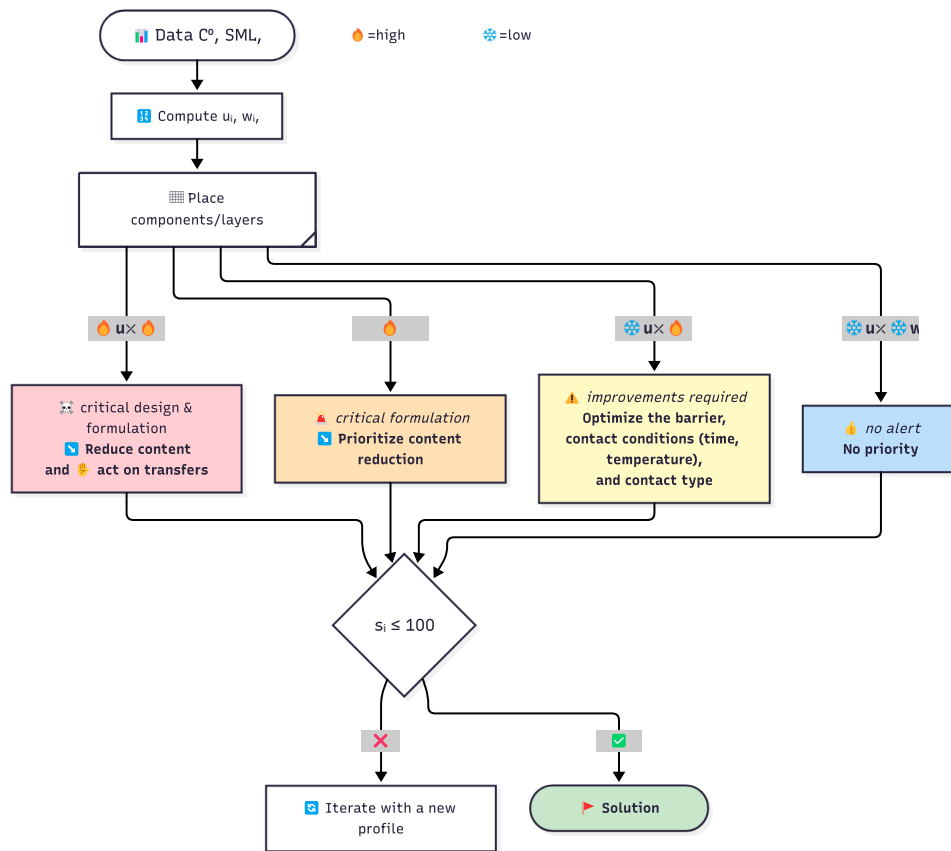 📊 Data C⁰, SML,
🔥=high
❄️=low
🔢 Compute uᵢ, wᵢ,
Place
components/layers
🔥 u× 🔥
🔥
❄️ u× 🔥
❄️ u× ❄️ w
☠️ critical design &
formulation
↘️ Reduce content
and ✋ act on transfers
🚨 critical formulation
↘️ Prioritize content
reduction
⚠️ improvements required
Optimize the barrier,
contact conditions (time,
temperature),
and contact type
👍 no alert
No priority
sᵢ ≤ 100
❌
✅
🔄 Iterate with a new
profile
🚩 Solution